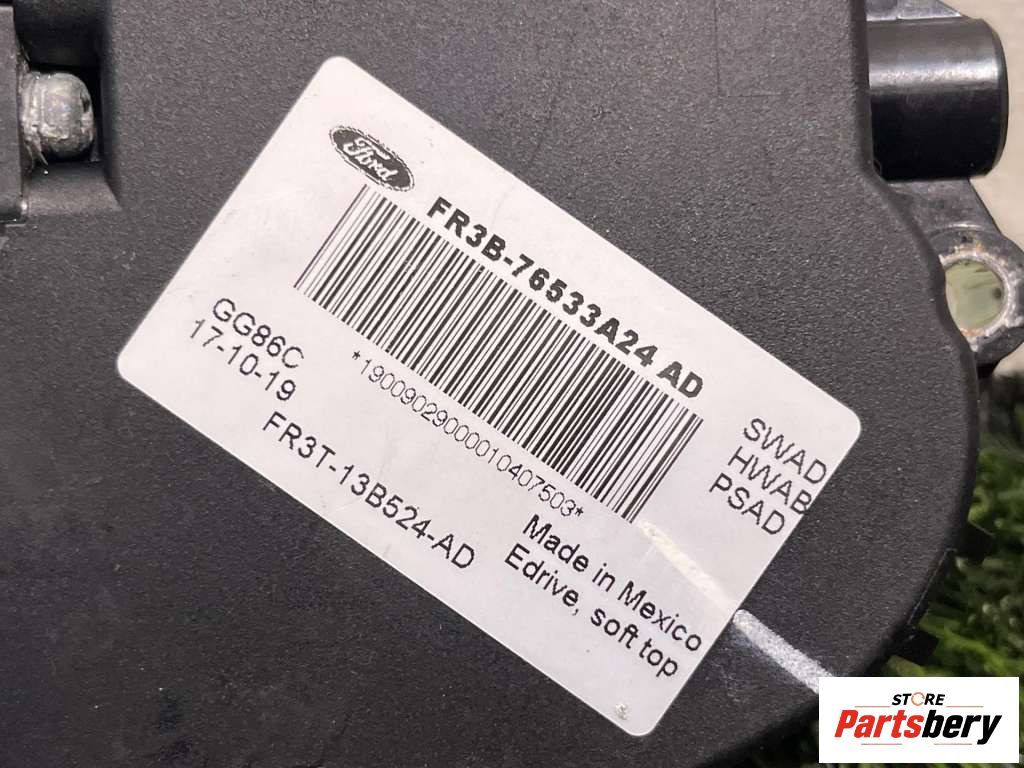 Ford
FR3B-76533A24 AD
*19009029000010407503*
GG86C
17-10-19
FR3T-13B524-AD
SWAD
HWAB
PSAD
Made in Mexico
Edrive, soft top
STORE
Partsbery